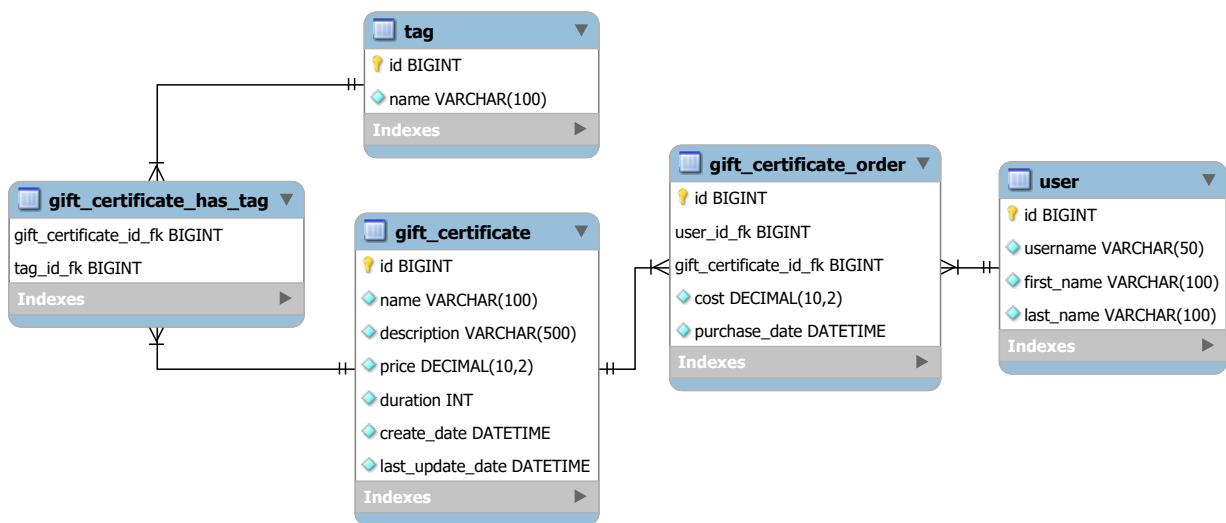 tag
id BIGINT
name VARCHAR(100)
Indexes
gift_certificate_has_tag
gift_certificate_id_fk BIGINT
tag_id_fk BIGINT
Indexes
gift_certificate
id BIGINT
name VARCHAR(100)
description VARCHAR(500)
price DECIMAL(10,2)
duration INT
create_date DATETIME
last_update_date DATETIME
Indexes
gift_certificate_order
id BIGINT
user_id_fk BIGINT
gift_certificate_id_fk BIGINT
cost DECIMAL(10,2)
purchase_date DATETIME
Indexes
user
id BIGINT
username VARCHAR(50)
first_name VARCHAR(100)
last_name VARCHAR(100)
Indexes